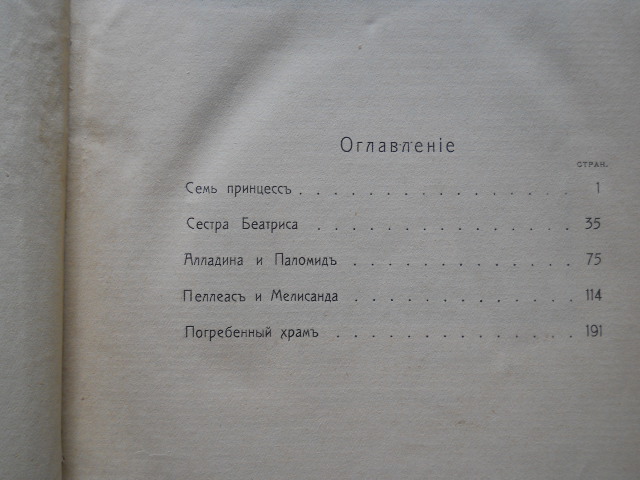 Оглавленіе
СТРАН.
Семь принцессъ . . . . . . . . . . . . . . . . 1
Сестра Беатриса . . . . . . . . . . . . . . . 35
Алладина и Паломидъ . . . . . . . . . . . . . 75
Пеллеасъ и Мелисанда . . . . . . . . . . . . . 114
Погребенный храмъ . . . . . . . . . . . . . . 191